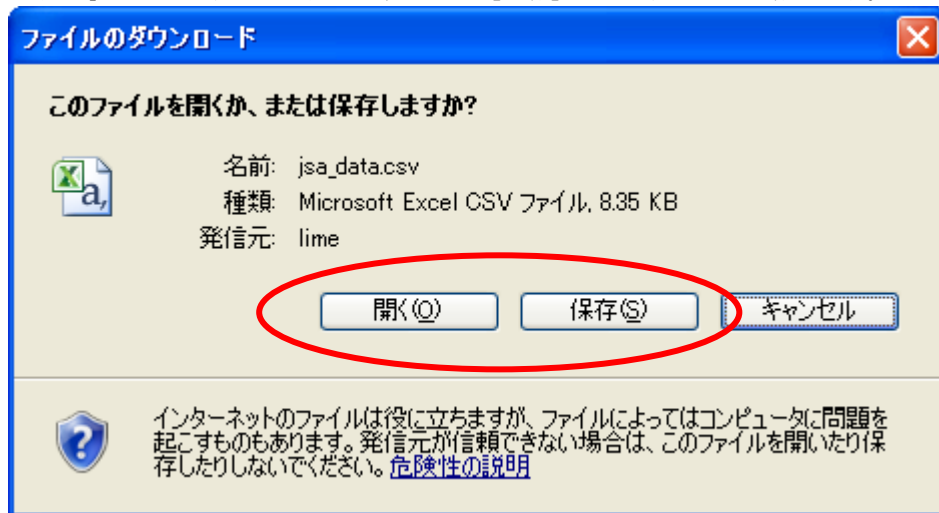 ファイルのダウンロード
このファイルを開くか、または保存しますか?
名前: jsa_data.csv
種類: Microsoft Excel CSV ファイル, 8.35 KB
発信元: lime
開く(O) 保存(S) キャンセル
インターネットのファイルは役に立ちますが、ファイルによってはコンピュータに問題を
起こすものもあります。発信元が信頼できない場合は、このファイルを開いたり保
存したりしないでください。危険性の説明